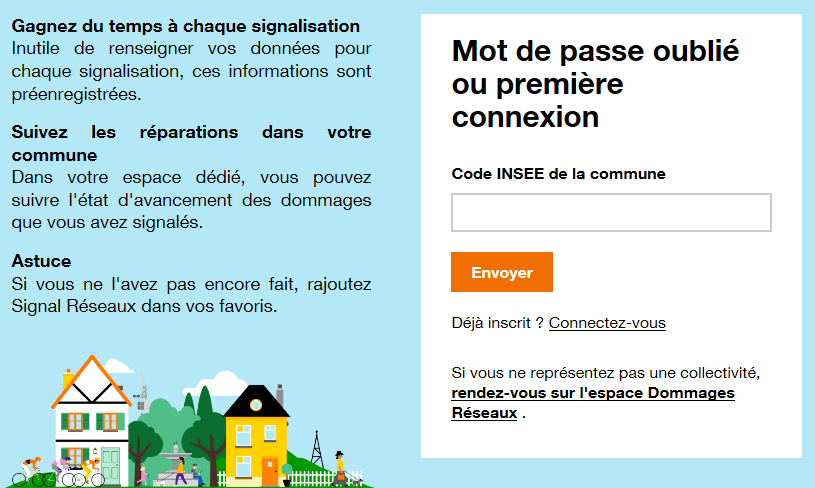 Gagnez du temps à chaque signalisation
Inutile de renseigner vos données pour
chaque signalisation, ces informations sont
préenregistrées.
Suivez les réparations dans votre
commune
Dans votre espace dédié, vous pouvez
suivre l'état d'avancement des dommages
que vous avez signalés.
Astuce
Si vous ne l'avez pas encore fait, rajoutez
Signal Réseaux dans vos favoris.
Mot de passe oublié
ou première
connexion
Code INSEE de la commune
Envoyer
Déjà inscrit ? Connectez-vous
Si vous ne représentez pas une collectivité,
rendez-vous sur l'espace Dommages
Réseaux .